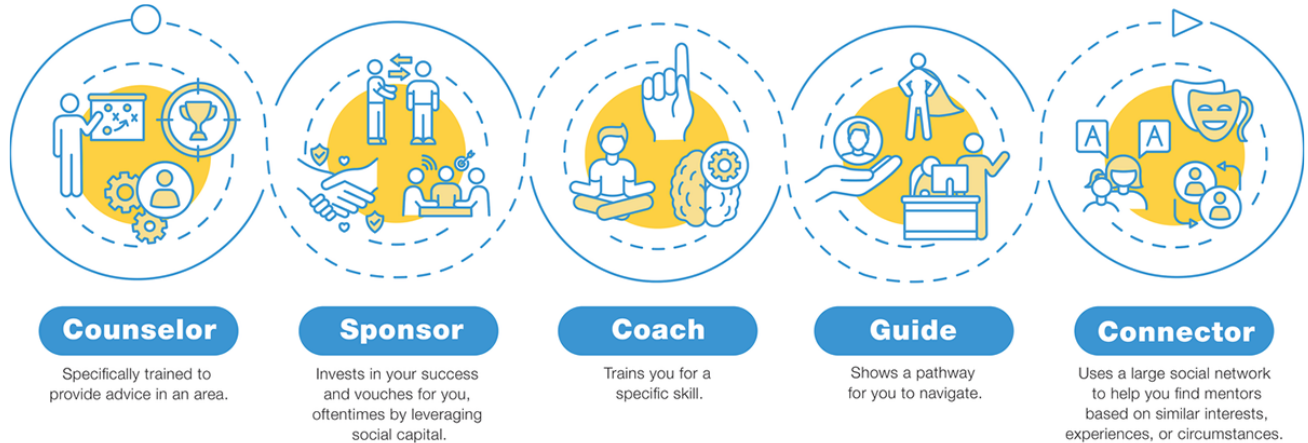 A
A
Counselor
Specifically trained to
provide advice in an area.
Sponsor
Invests in your success
and vouches for you,
oftentimes by leveraging
social capital.
Coach
Trains you for a
specific skill.
Guide
Shows a pathway
for you to navigate.
Connector
Uses a large social network
to help you find mentors
based on similar interests,
experiences, or circumstances.